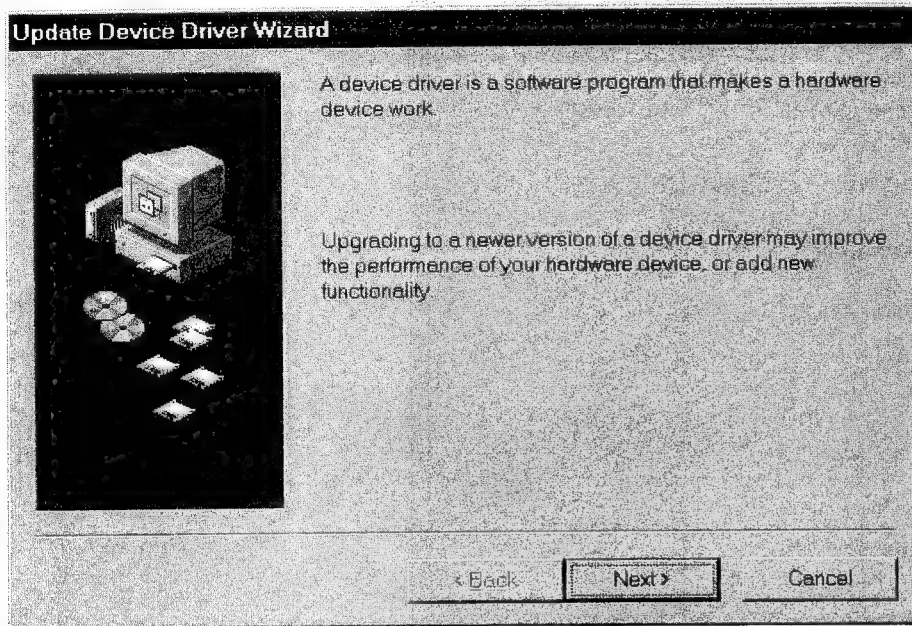 Update Device Driver Wizard
A device driver is a software program that makes a hardware
device work.
Upgrading to a newer version of a device driver may improve
the performance of your hardware device, or add new
functionality.
< Back
Next >
Cancel